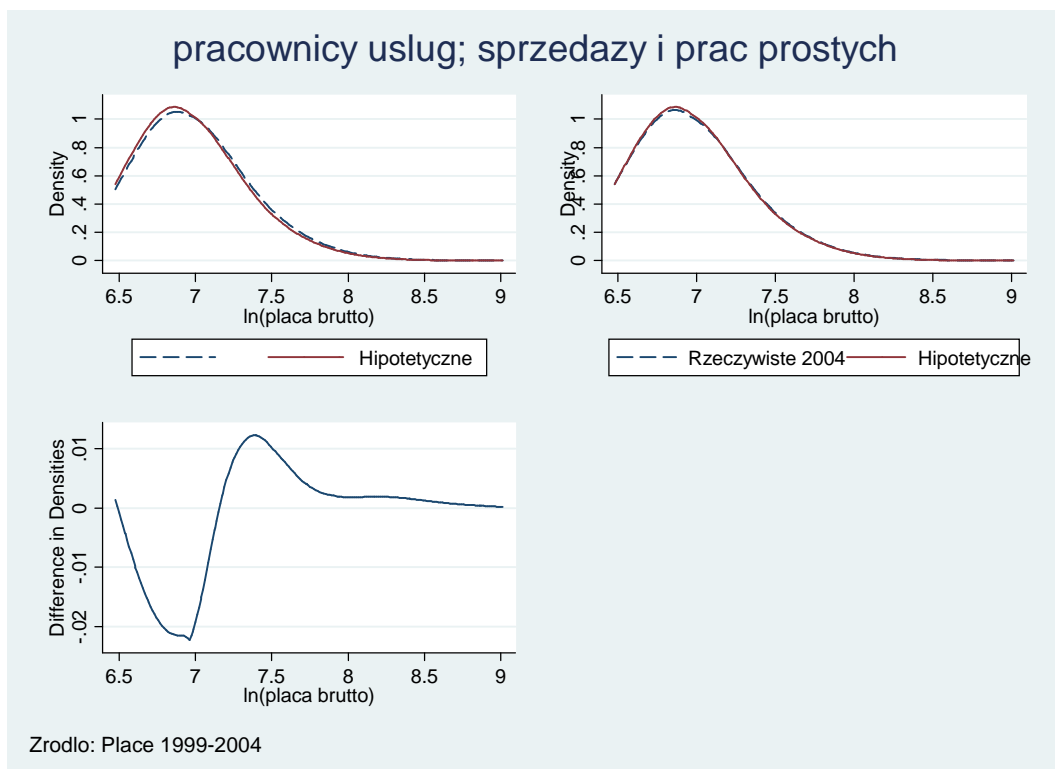 pracownicy uslug; sprzedazy i prac prostych
Density
0 .2 .4 .6 .8 1
6.5 7 7.5 8 8.5 9
ln(placa brutto)
Hipotetyczne
Density
0 .2 .4 .6 .8 1
6.5 7 7.5 8 8.5 9
ln(placa brutto)
Rzeczywiste 2004 Hipotetyczne
Difference in Densities
-.02 -.01 0 .01
6.5 7 7.5 8 8.5 9
ln(placa brutto)
Zrodlo: Place 1999-2004